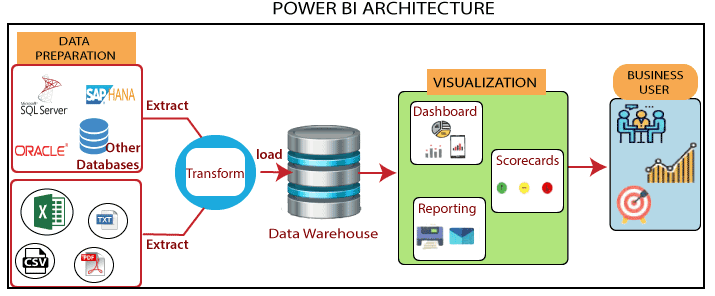 POWER BI ARCHITECTURE
DATA
PREPARATION
Microsoft
SQL Server
SAP HANA
ORACLE
Other
Databases
Extract
X
TXT
CSV
PDF
Extract
Transform
load
Data Warehouse
VISUALIZATION
Dashboard
Scorecards
Reporting
BUSINESS
USER